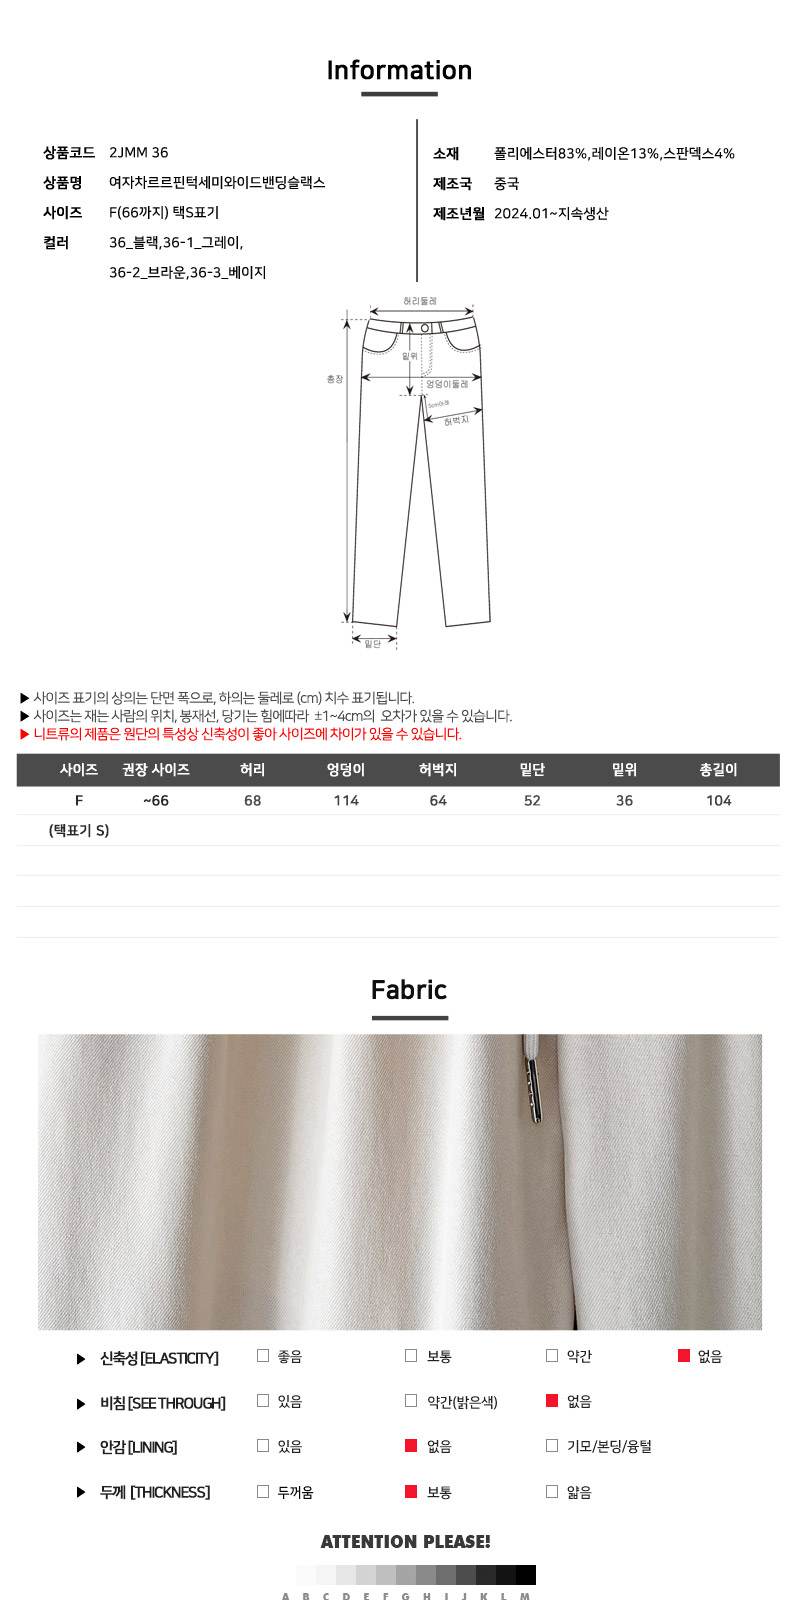 Information
상품코드 2JMM 36
상품명 여자차르르핀턱세미와이드밴딩슬랙스
사이즈 F(66까지) 택S표기
컬러 36_블랙,36-1_그레이,
36-2_브라운,36-3_베이지
소재 폴리에스터83%,레이온13%,스판덱스4%
제조국 중국
제조년월 2024.01~지속생산
허리둘레
밑위
총장
엉덩이둘레
허벅지
밑단
▶ 사이즈 표기의 상의는 단면 폭으로, 하의는 둘레로 (cm) 치수 표기됩니다.
▶ 사이즈는 재는 사람의 위치, 봉재선, 당기는 힘에따라 ±1~4cm의 오차가 있을 수 있습니다.
▶ 니트류의 제품은 원단의 특성상 신축성이 좋아 사이즈에 차이가 있을 수 있습니다.
사이즈 권장 사이즈 허리 엉덩이 허벅지 밑단 밑위 총길이
F ~66 68 114 64 52 36 104
(택표기 S)
Fabric
▶ 신축성 [ELASTICITY] 좋음 보통 약간 없음
▶ 비침 [SEE THROUGH] 있음 약간(밝은색) 없음
▶ 안감 [LINING] 있음 없음 기모/본딩/융털
▶ 두께 [THICKNESS] 두꺼움 보통 얇음
ATTENTION PLEASE!
A B C D E F G H I J K L M